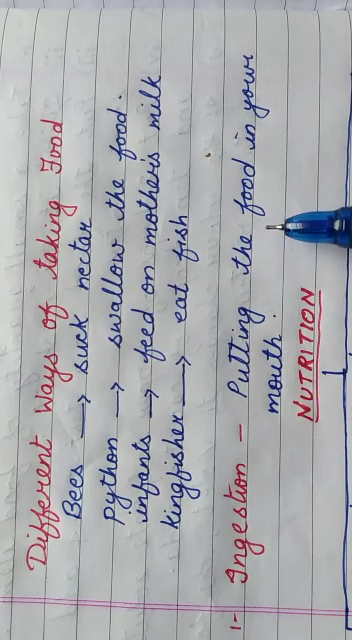 Different Ways of taking Food
Bees → suck nectar
Python → swallow the food.
infants → feed on mother's milk
kingfisher → eat fish
1- Ingestion - Putting the food in your
mouth.
NUTRITION